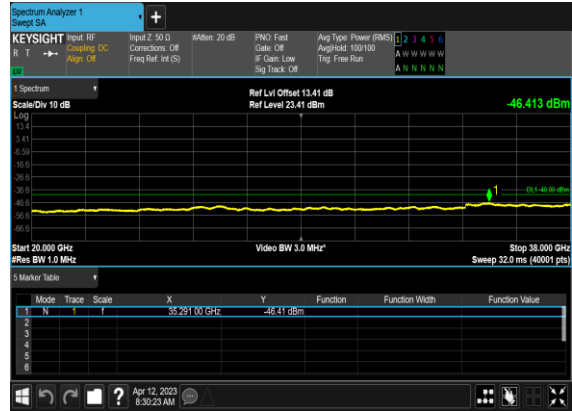 Spectrum Analyzer 1
Swept SA
+
KEYSIGHT Input: RF Input Z: 50 Ω #Atten: 20 dB PNO: Fast Avg Type: Power (RMS) 1 2 3 4 5 6
R T Coupling: DC Corrections: Off Gate: Off Avg|Hold: 100/100 A W W W W W
Align: Off Freq Ref: Int (S) IF Gain: Low Trig: Free Run
Sig Track: Off A N N N N N
1 Spectrum
Ref Lvl Offset 13.41 dB
Scale/Div 10 dB Ref Level 23.41 dBm -46.413 dBm
Log
13.4
3.41
-6.59
-16.6
-26.6
-36.6
1
DL1 -40.00 dBm
-46.6
-56.6
-66.6
Start 20.000 GHz Video BW 3.0 MHz* Stop 38.000 GHz
#Res BW 1.0 MHz Sweep 32.0 ms (40001 pts)
5 Marker Table
Mode Trace Scale X Y Function Function Width Function Value
1 N 1 f 35.291 00 GHz -46.41 dBm
2
3
4
5
6
? Apr 12, 2023
8:30:23 AM